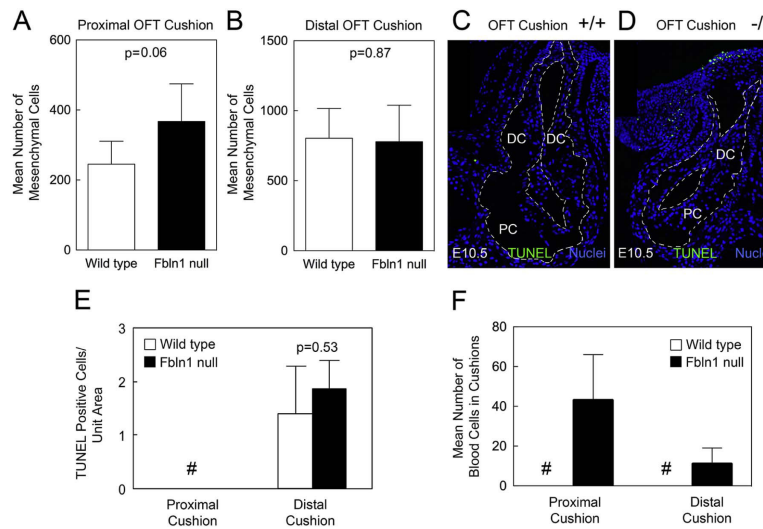 A
Proximal OFT Cushion
p=0.06
Mean Number of
Mesenchymal Cells
600
400
200
0
Wild type
Fbln1 null
B
Distal OFT Cushion
p=0.87
Mean Number of
Mesenchymal Cells
1500
1000
500
0
Wild type
Fbln1 null
C
OFT Cushion +/+
DC
DC
PC
E10.5 TUNEL Nuclei
D
OFT Cushion -/
DC
PC
E10.5 TUNEL Nucle
E
TUNEL Positive Cells/
Unit Area
3
2
1
0
Wild type
Fbln1 null
p=0.53
#
Proximal
Cushion
Distal
Cushion
F
Mean Number of
Blood Cells in Cushions
80
60
40
20
0
Wild type
Fbln1 null
#
#
Proximal
Cushion
Distal
Cushion